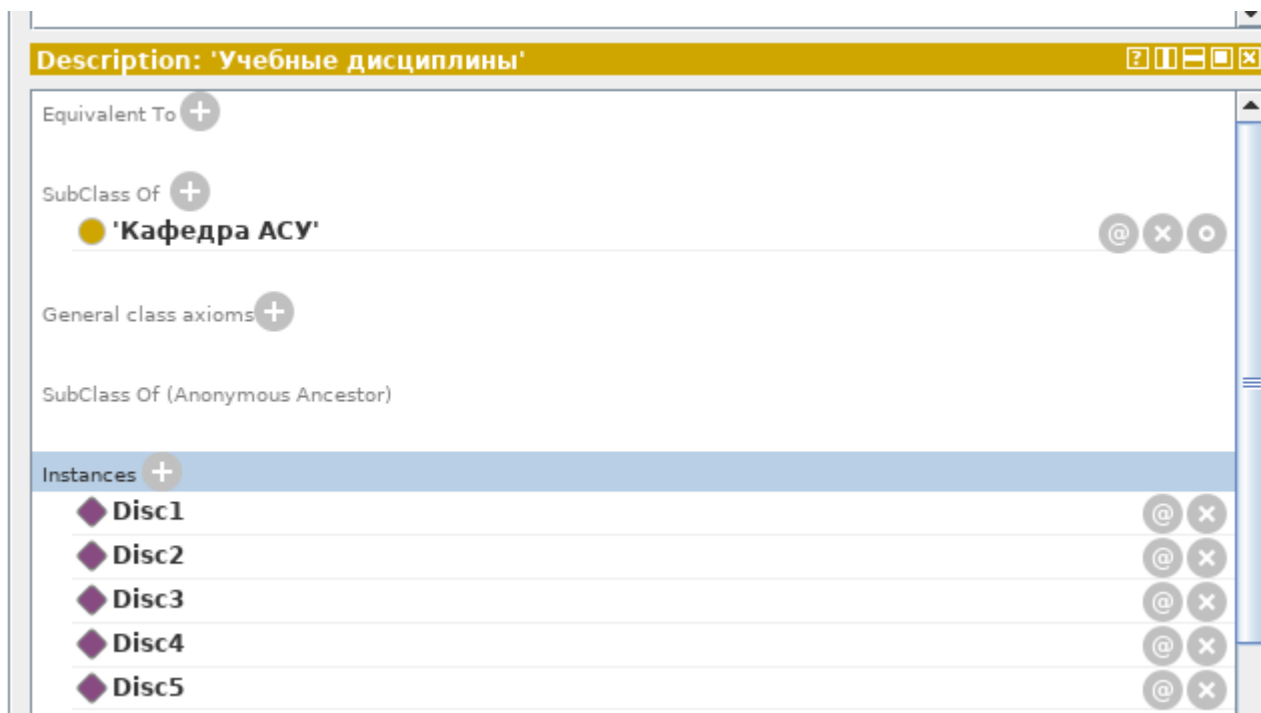 Description: 'Учебные дисциплины'
Equivalent To
SubClass Of
'Кафедра АСУ'
General class axioms
SubClass Of (Anonymous Ancestor)
Instances
Disc1
Disc2
Disc3
Disc4
Disc5